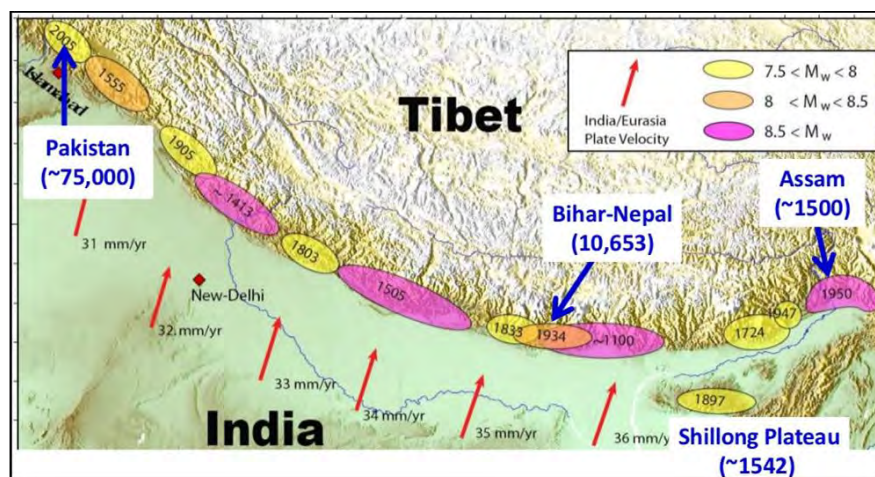 2005
Islamabad
1555
Pakistan
(~75,000)
1905
~ 1413
31 mm/yr
1803
New-Delhi
32 mm/yr
1505
33 mm/yr
34 mm/yr
India
Tibet
India/Eurasia
Plate Velocity
7.5 < Mw < 8
8 < Mw < 8.5
8.5 < Mw
Bihar-Nepal
(10,653)
Assam
(~1500)
1833
1934
~1100
1724
1947
1950
1897
35 mm/yr
36 mm/yr
Shillong Plateau
(~1542)